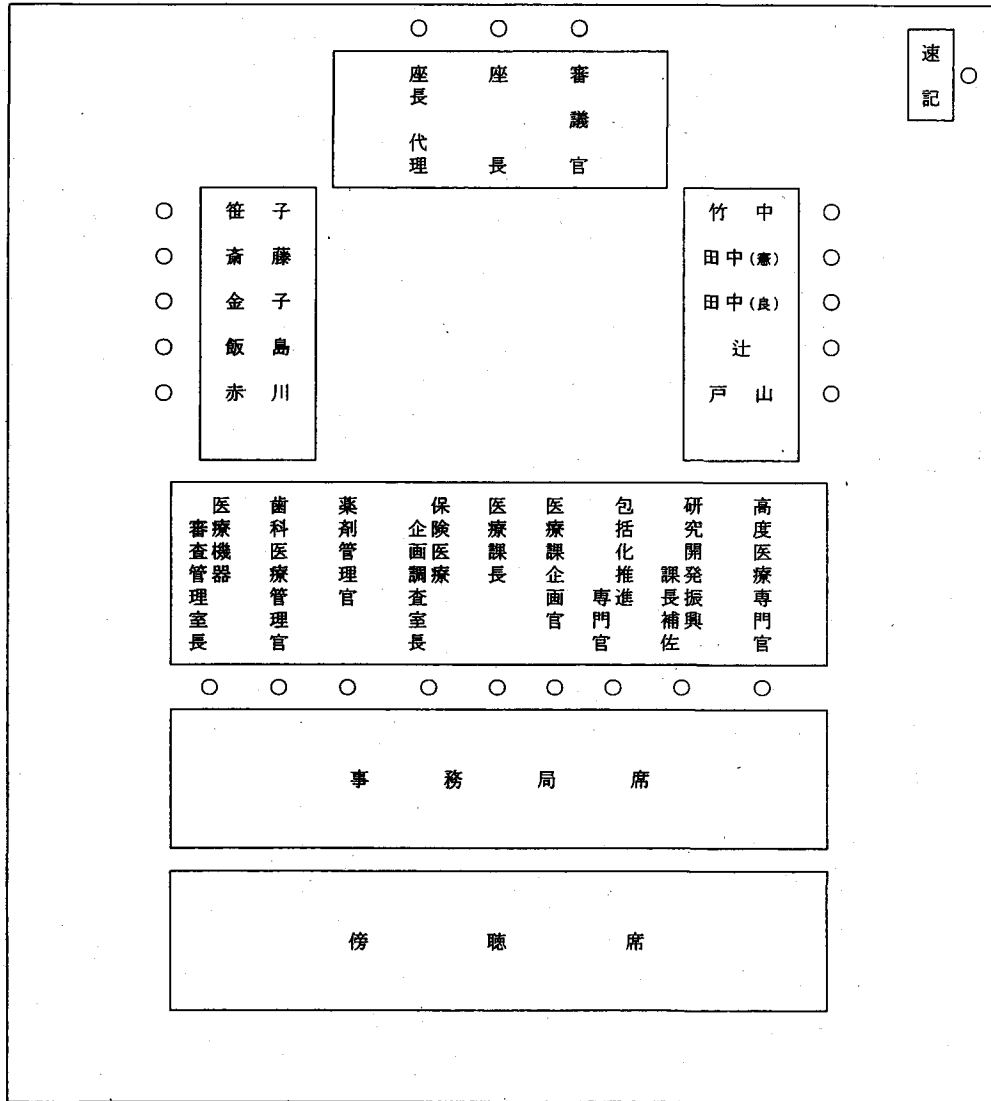 座長代理
座長
審議官
速記
笹子
斎藤
金子
飯島
赤川
竹中
田中(憲)
田中(良)
辻
戸山
医療機器
審査管理室長
歯科医療管理官
薬剤管理官
保険医療
企画調査室長
医療課長
医療課企画官
包括化推進
専門官
研究開発振興
課長補佐
高度医療専門官
事務局席
傍聴席